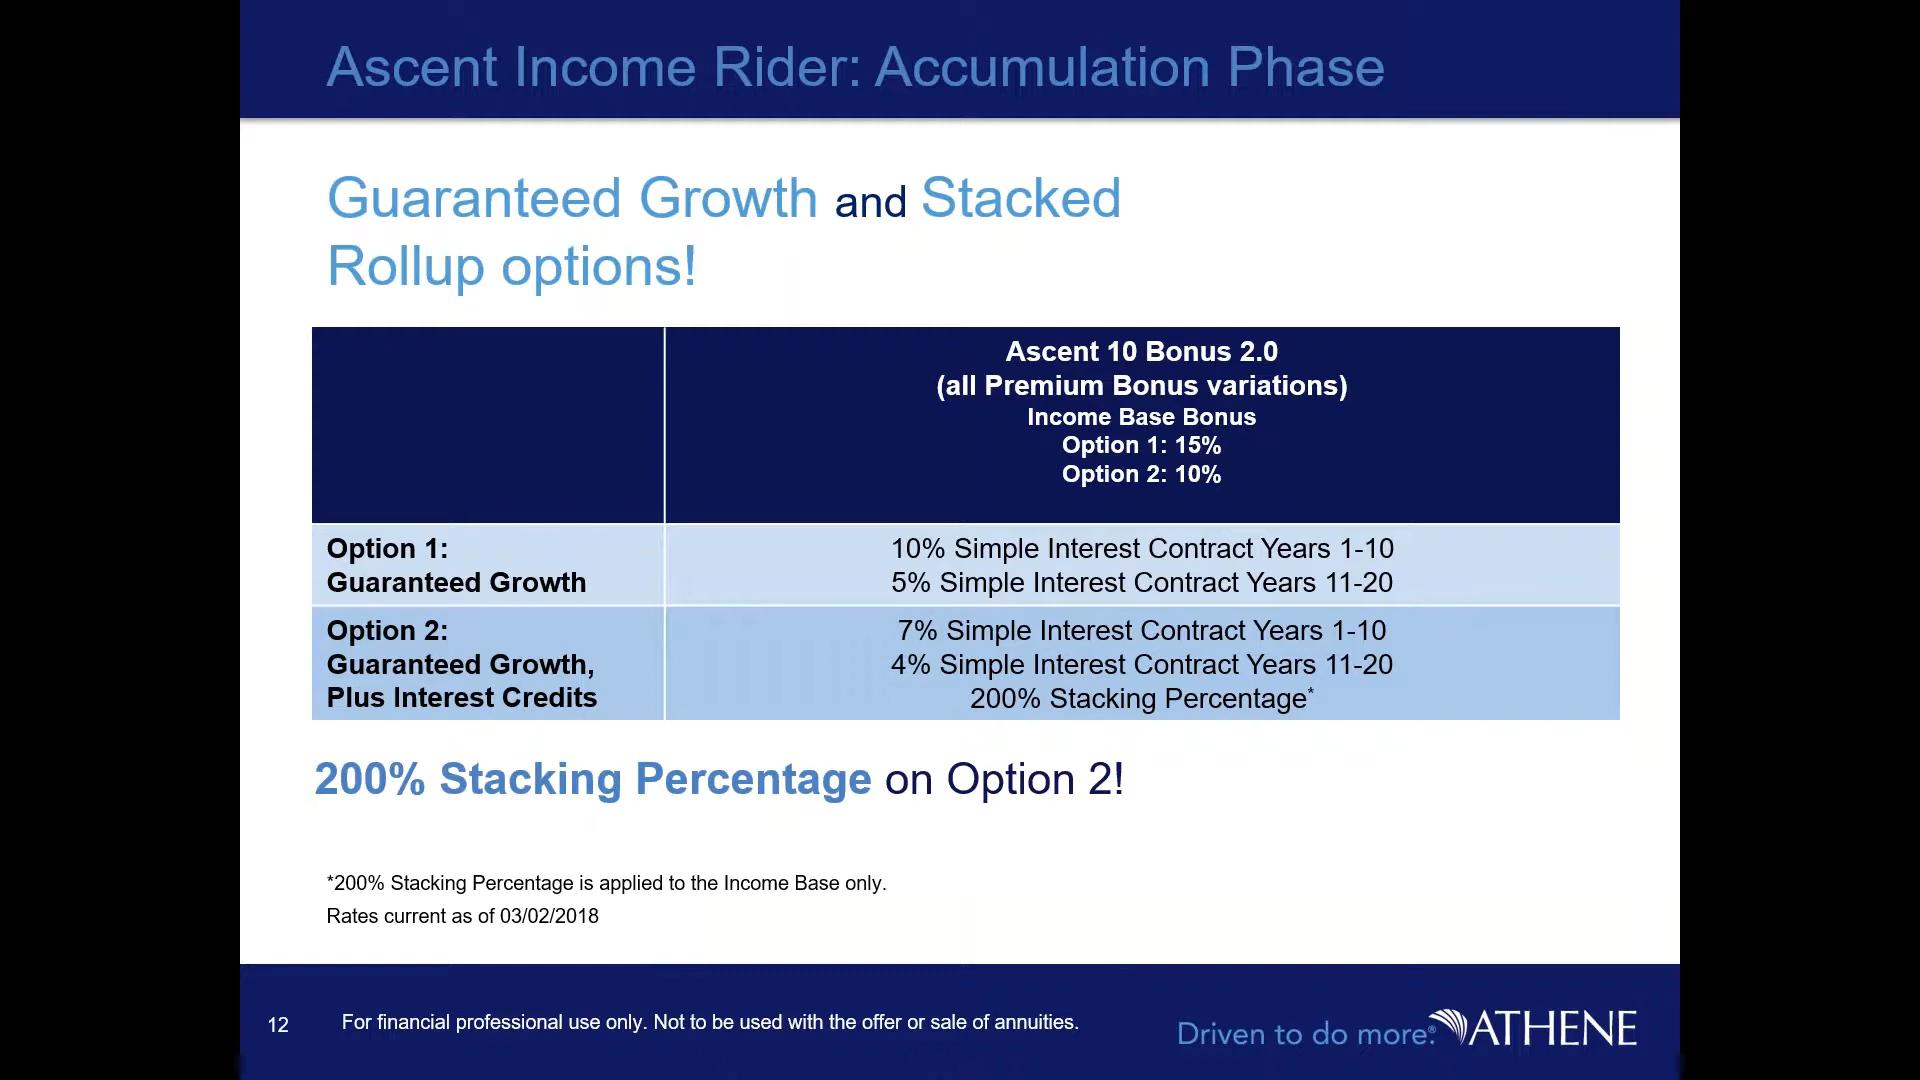 Ascent Income Rider: Accumulation Phase
Guaranteed Growth and Stacked
Rollup options!
Ascent 10 Bonus 2.0
(all Premium Bonus variations)
Income Base Bonus
Option 1: 15%
Option 2: 10%
Option 1:
Guaranteed Growth
10% Simple Interest Contract Years 1-10
5% Simple Interest Contract Years 11-20
Option 2:
Guaranteed Growth,
Plus Interest Credits
7% Simple Interest Contract Years 1-10
4% Simple Interest Contract Years 11-20
200% Stacking Percentage*
200% Stacking Percentage on Option 2!
*200% Stacking Percentage is applied to the Income Base only.
Rates current as of 03/02/2018
12
For financial professional use only. Not to be used with the offer or sale of annuities.
Driven to do more.®
ATHENE